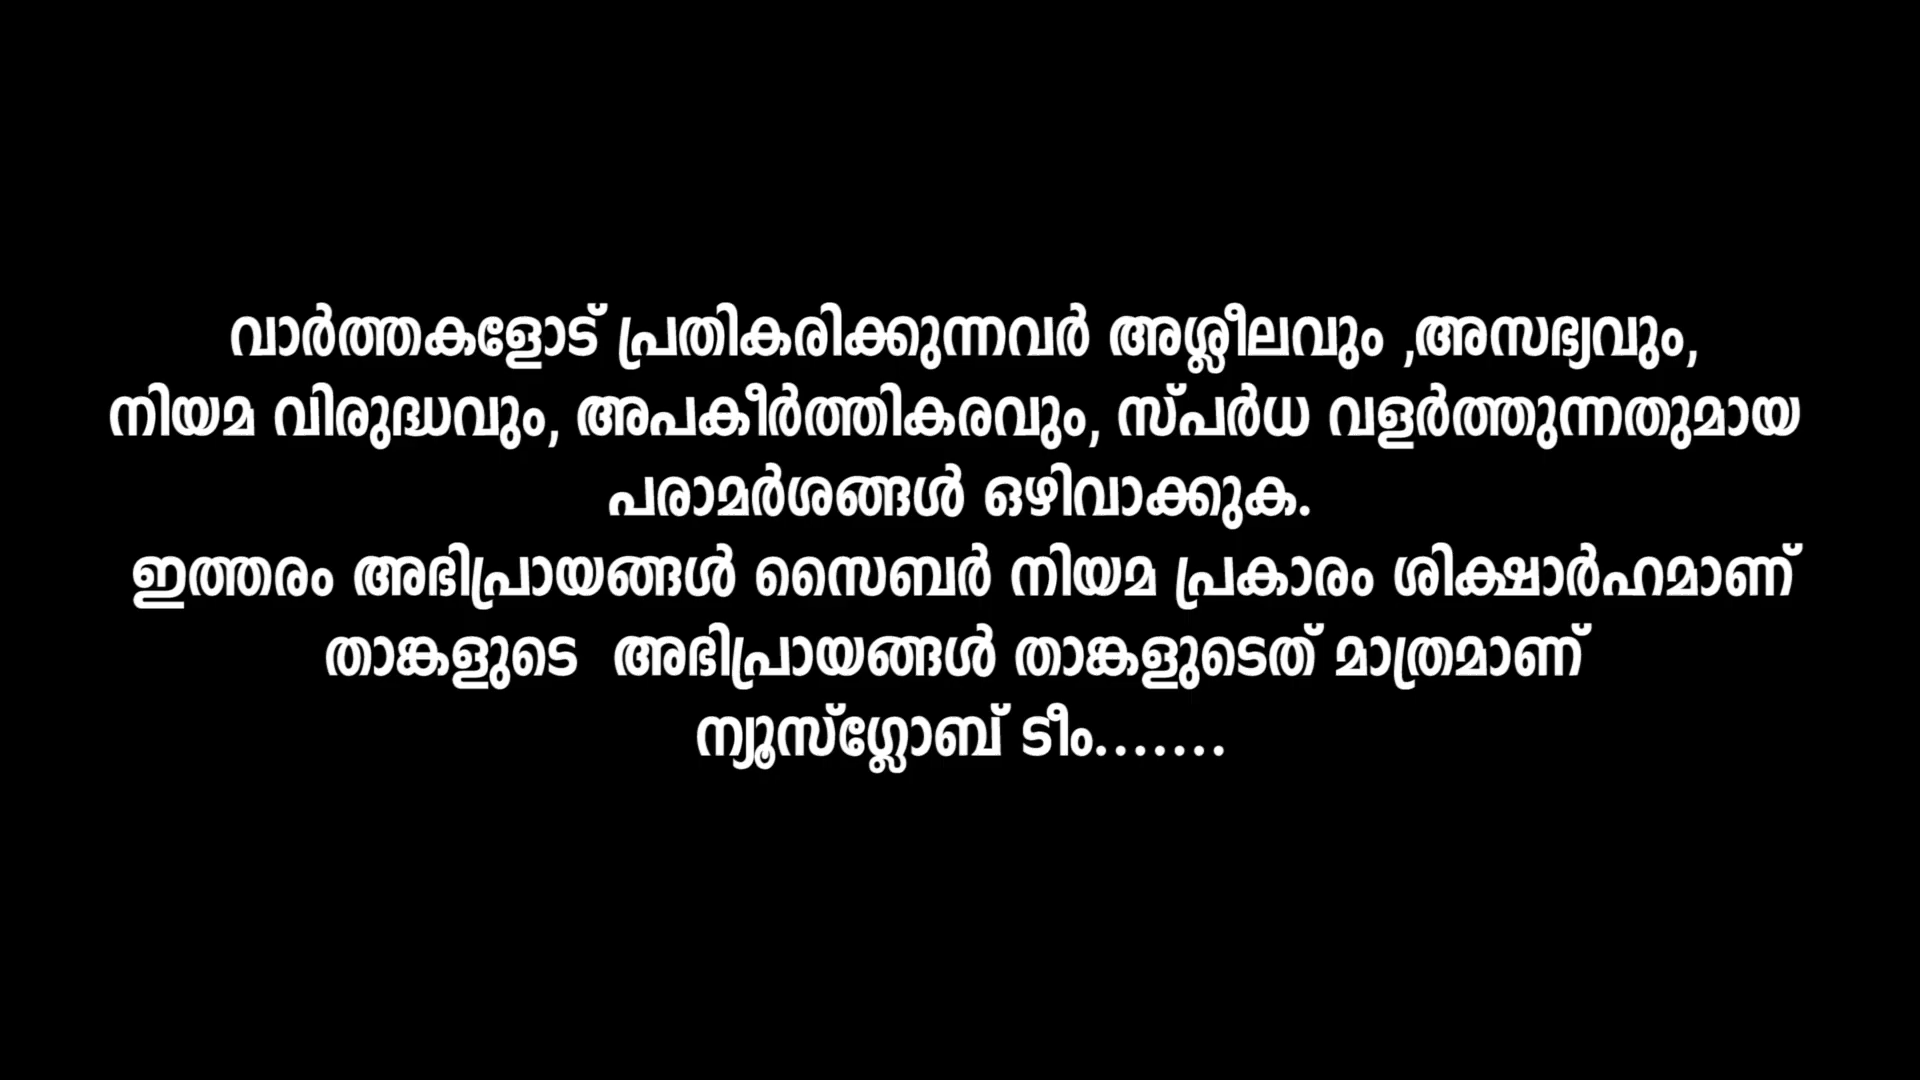 വാർത്തകളോട് പ്രതികരിക്കുന്നവർ അശ്ലീലവും ,അസഭ്യവും,
നിയമ വിരുദ്ധവും, അപകീർത്തികരവും, സ്പർധ വളർത്തുന്നതുമായ
പരാമർശങ്ങൾ ഒഴിവാക്കുക.
ഇത്തരം അഭിപ്രായങ്ങൾ സൈബർ നിയമ പ്രകാരം ശിക്ഷാർഹമാണ്
താങ്കളുടെ  അഭിപ്രായങ്ങൾ താങ്കളുടെത് മാത്രമാണ്
ന്യൂസ്ഗ്ലോബ് ടീം.......